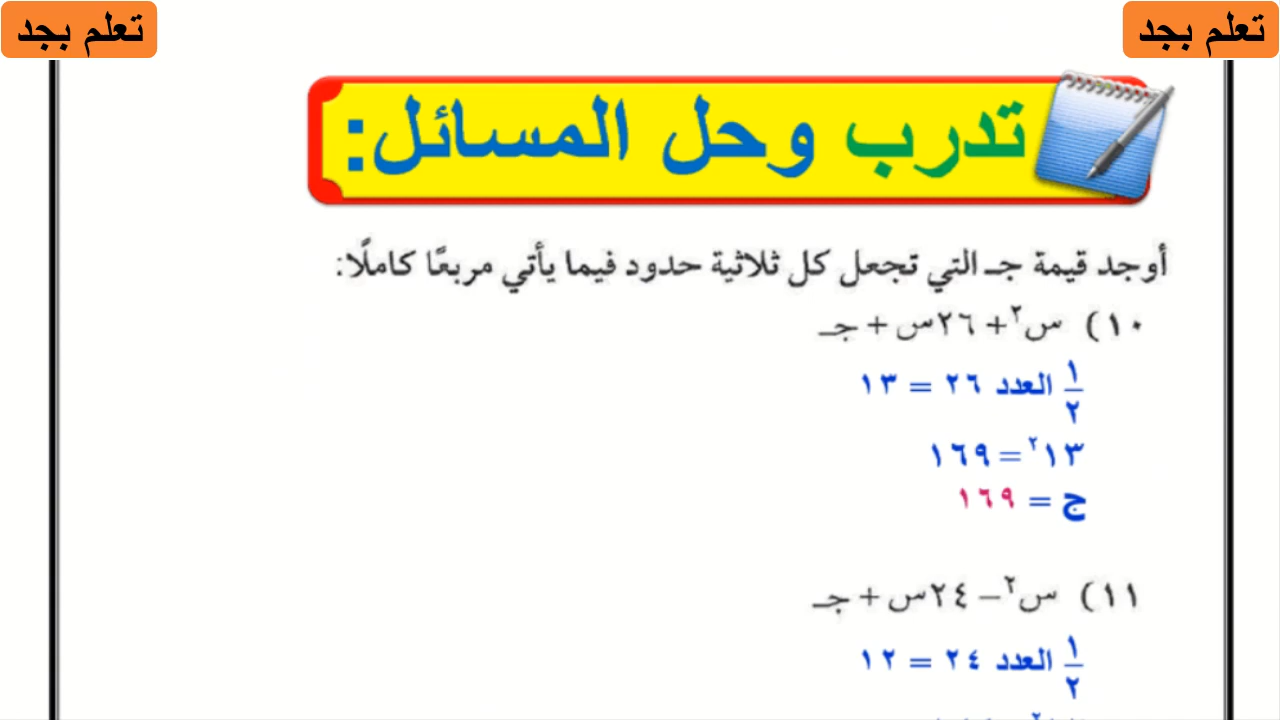 تعلم بجد
تعلم بجد
تدرب وحل المسائل:
أوجد قيمة جـ التي تجعل كل ثلاثية حدود فيما يأتي مربعًا كاملًا:
١٠) س٢ + ٢٦س + جـ
١/٢ العدد ٢٦ = ١٣
١٣٢ = ١٦٩
ج = ١٦٩
١١) س٢ – ٢٤س + جـ
١/٢ العدد ٢٤ = ١٢